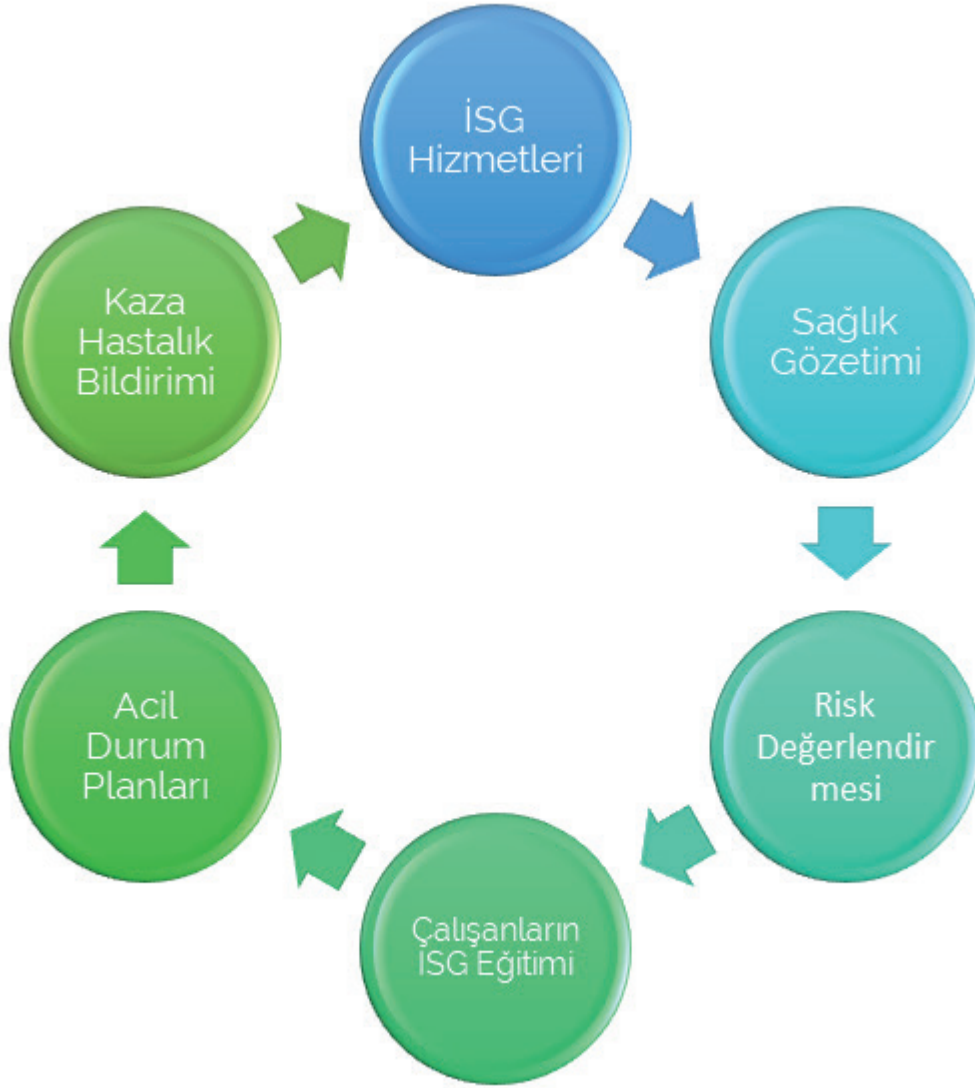 İSG
Hizmetleri
Sağlık
Gözetimi
Risk
Değerlendir
mesi
Çalışanların
İSG Eğitimi
Acil
Durum
Planları
Kaza
Hastalık
Bildirimi